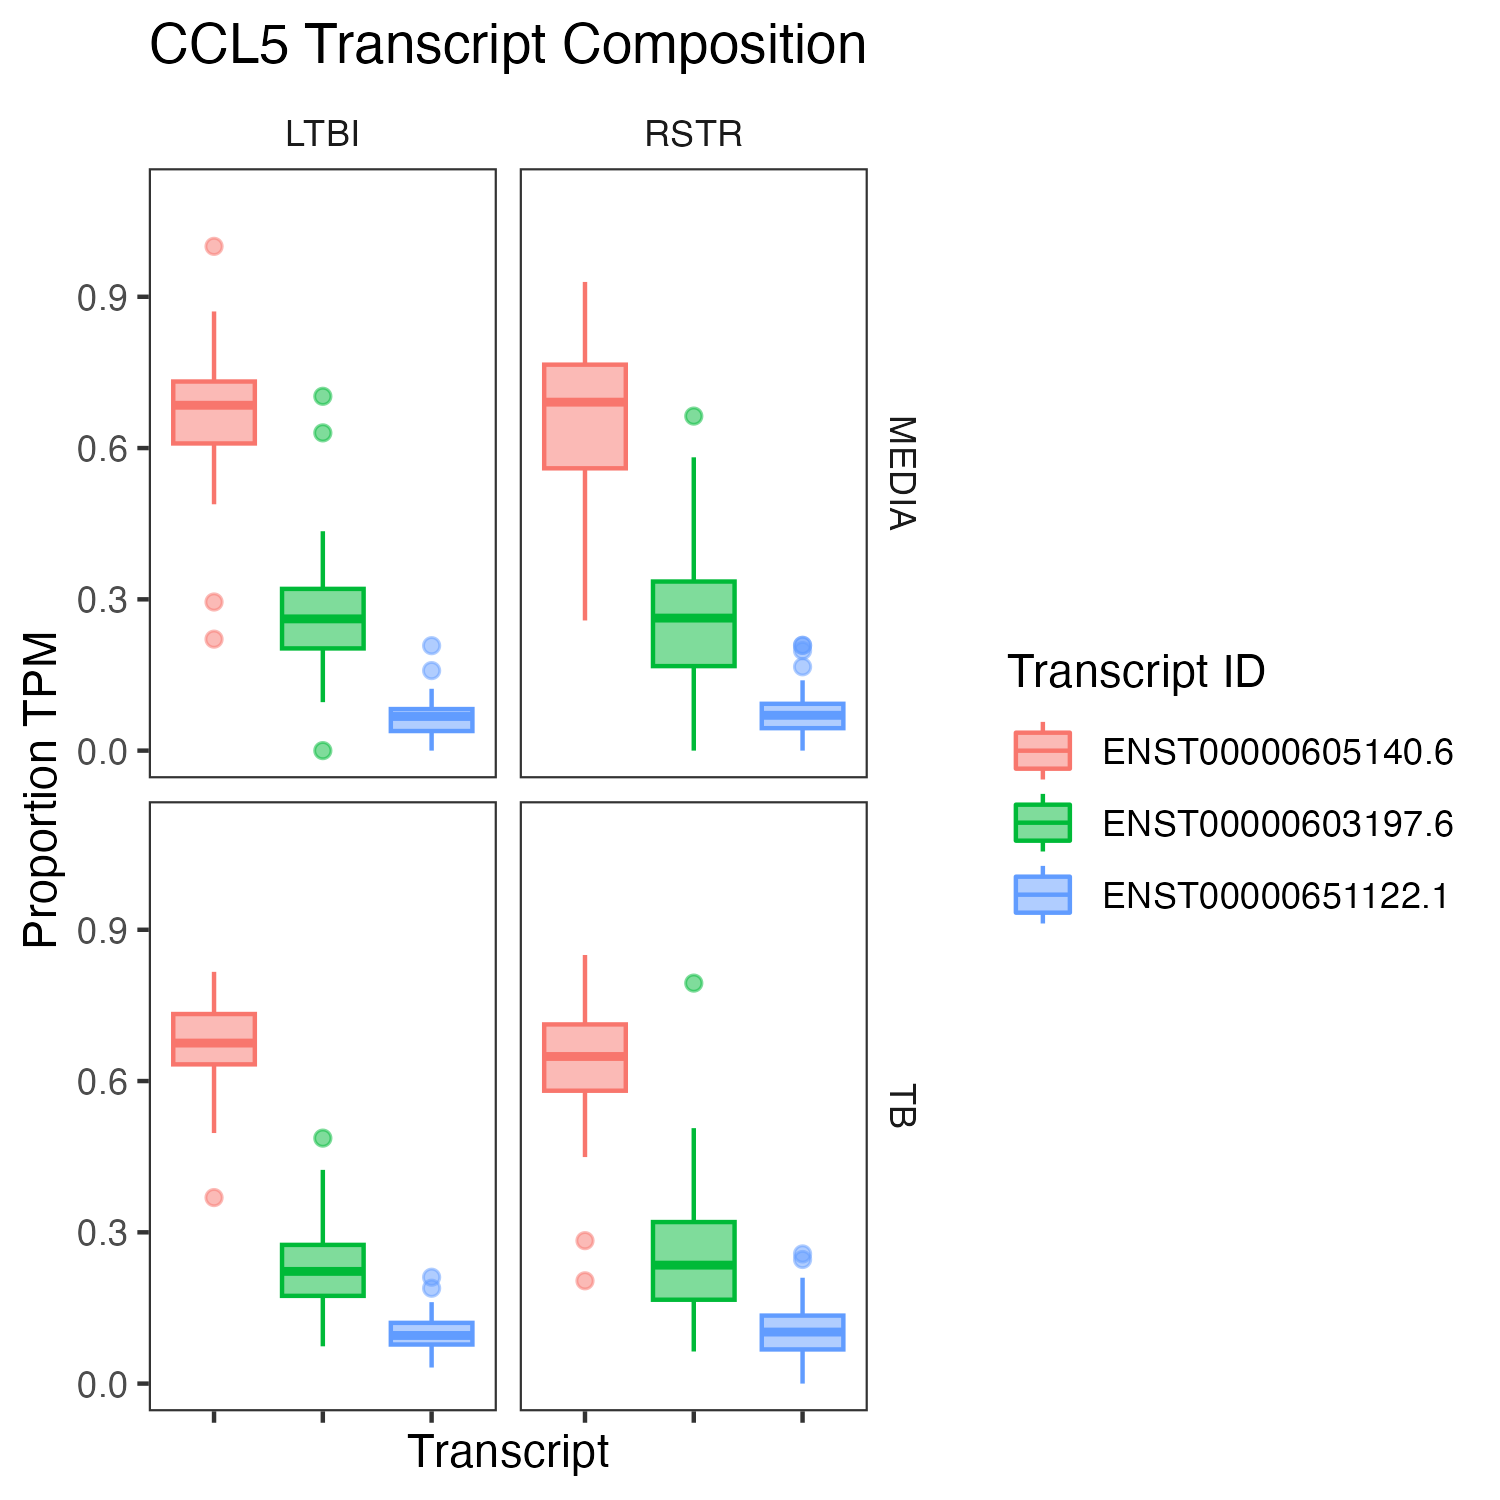 CCL5 Transcript Composition
LTBI
RSTR
0.9
0.6
0.3
0.0
MEDIA
Proportion TPM
0.9
0.6
0.3
0.0
TB
Transcript
Transcript ID
ENST00000605140.6
ENST00000603197.6
ENST00000651122.1